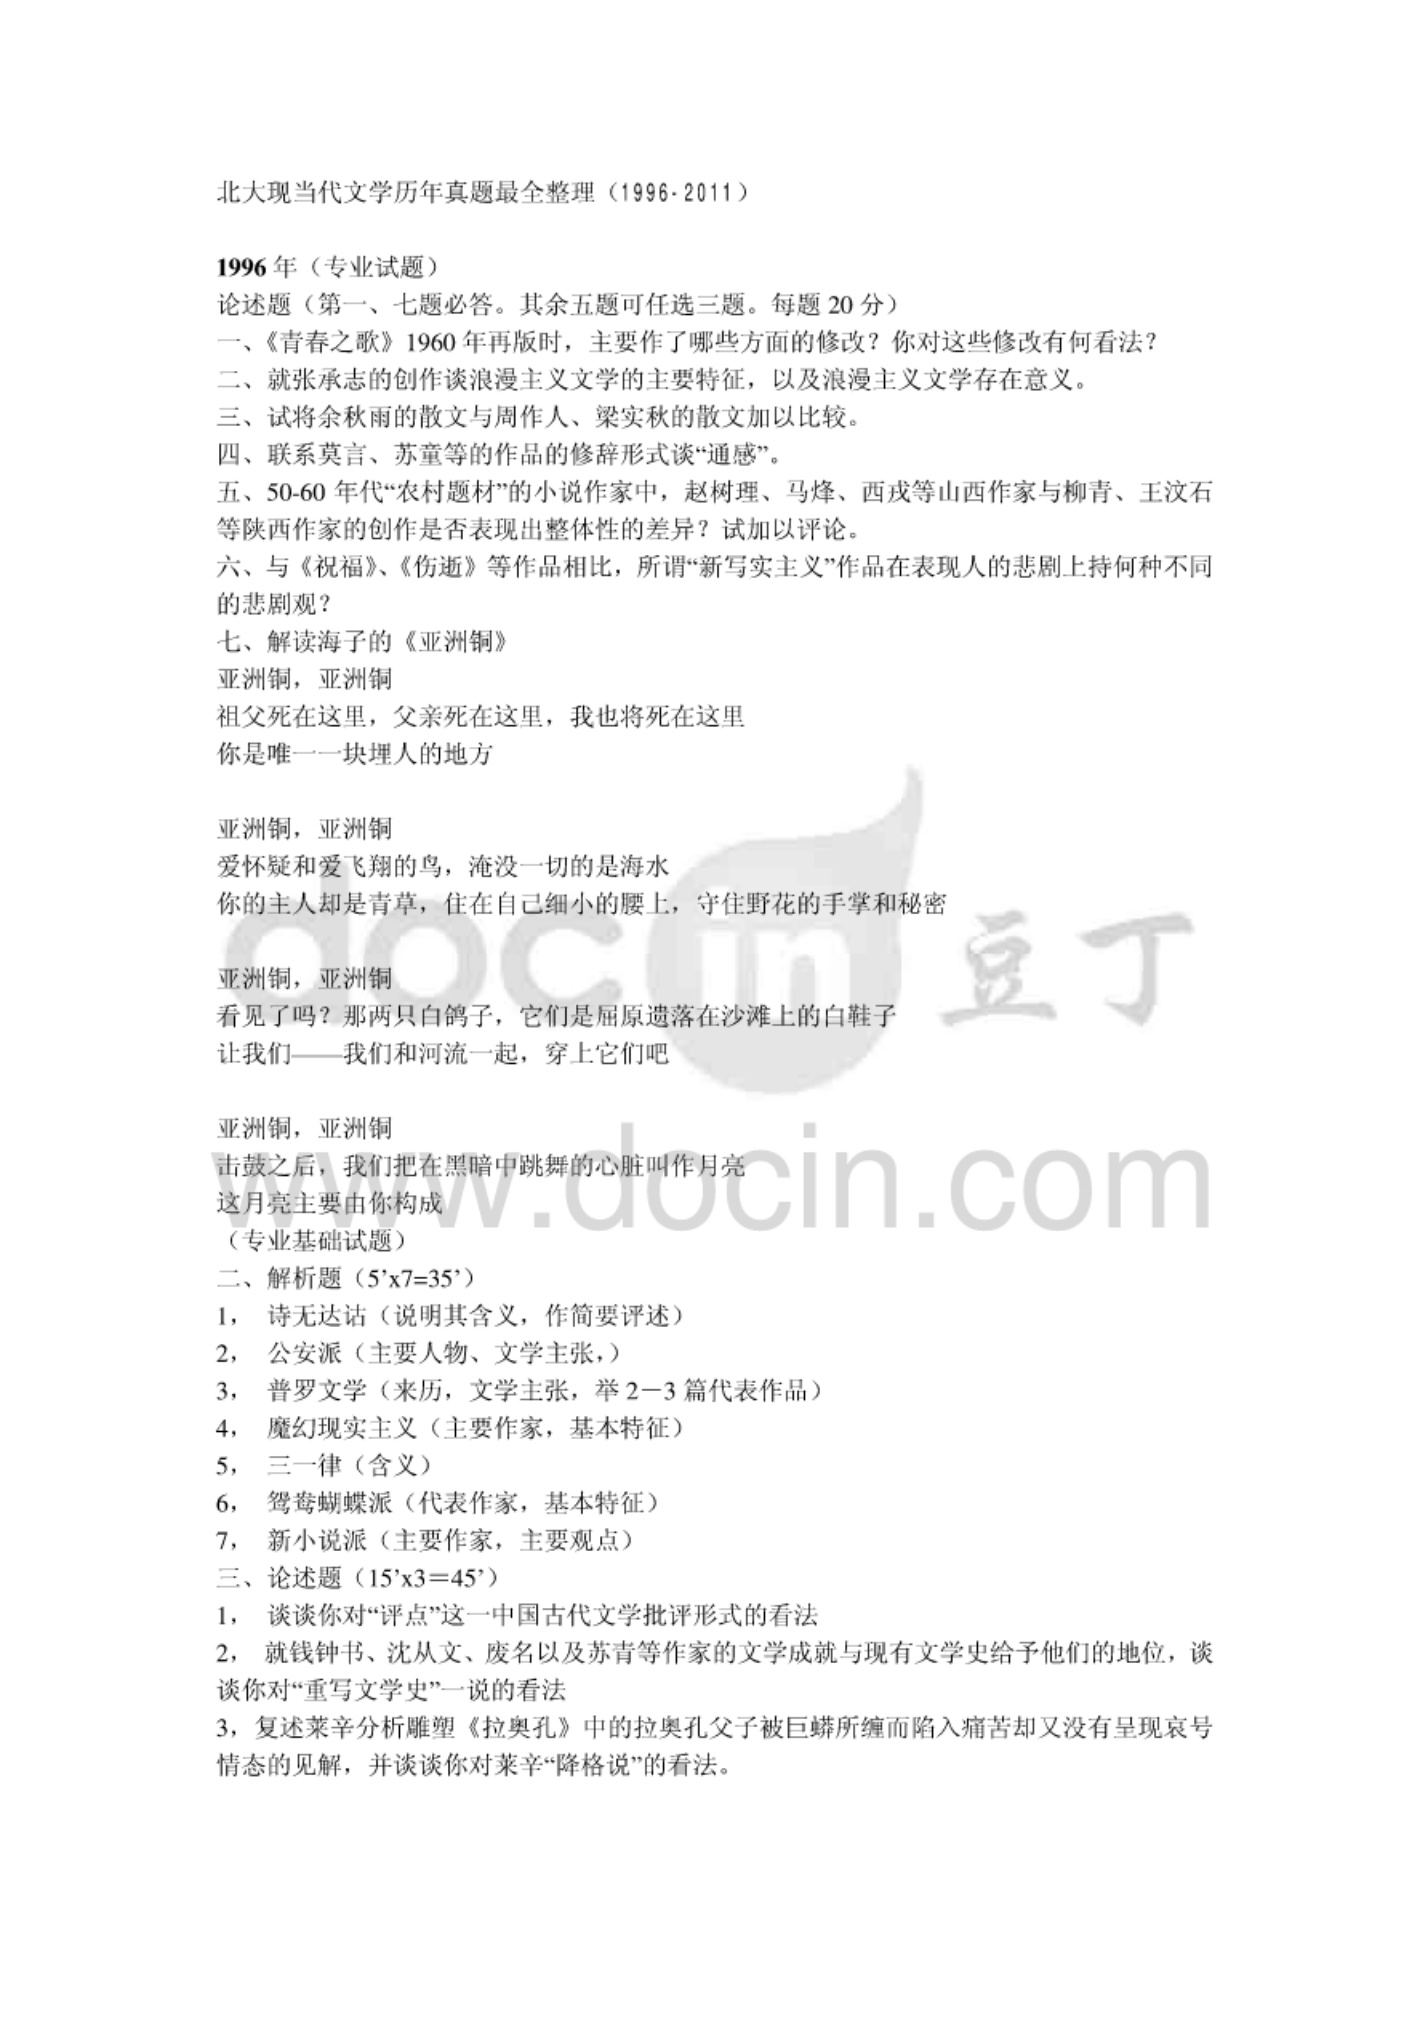 北大现当代文学历年真题最全整理（1996-2011）
1996 年（专业试题）
论述题（第一、七题必答。其余五题可任选三题。每题 20 分）
一、《青春之歌》1960 年再版时，主要作了哪些方面的修改？你对这些修改有何看法？
二、就张承志的创作谈浪漫主义文学的主要特征，以及浪漫主义文学存在意义。
三、试将余秋雨的散文与周作人、梁实秋的散文加以比较。
四、联系莫言、苏童等的作品的修辞形式谈“通感”。
五、50-60 年代“农村题材”的小说作家中，赵树理、马烽、西戎等山西作家与柳青、王汶石
等陕西作家的创作是否表现出整体性的差异？试加以评论。
六、与《祝福》、《伤逝》等作品相比，所谓“新写实主义”作品在表现人的悲剧上持何种不同
的悲剧观？
七、解读海子的《亚洲铜》
亚洲铜，亚洲铜
祖父死在这里，父亲死在这里，我也将死在这里
你是唯一一块埋人的地方
亚洲铜，亚洲铜
爱怀疑和爱飞翔的鸟，淹没一切的是海水
你的主人却是青草，住在自己细小的腰上，守住野花的手掌和秘密
亚洲铜，亚洲铜
看见了吗？那两只白鸽子，它们是屈原遗落在沙滩上的白鞋子
让我们——我们和河流一起，穿上它们吧
亚洲铜，亚洲铜
击鼓之后，我们把在黑暗中跳舞的心脏叫作月亮
这月亮主要由你构成
（专业基础试题）
二、解析题（5’x7=35’）
1， 诗无达诂（说明其含义，作简要评述）
2， 公安派（主要人物、文学主张，）
3， 普罗文学（来历，文学主张，举 2－3 篇代表作品）
4， 魔幻现实主义（主要作家，基本特征）
5， 三一律（含义）
6， 鸳鸯蝴蝶派（代表作家，基本特征）
7， 新小说派（主要作家，主要观点）
三、论述题（15’x3＝45’）
1， 谈谈你对“评点”这一中国古代文学批评形式的看法
2， 就钱钟书、沈从文、废名以及苏青等作家的文学成就与现有文学史给予他们的地位，谈
谈你对“重写文学史”一说的看法
3，复述莱辛分析雕塑《拉奥孔》中的拉奥孔父子被巨蟒所缠而陷入痛苦却又没有呈现哀号
情态的见解，并谈谈你对莱辛“降格说”的看法。
docin 豆丁
www.docin.com